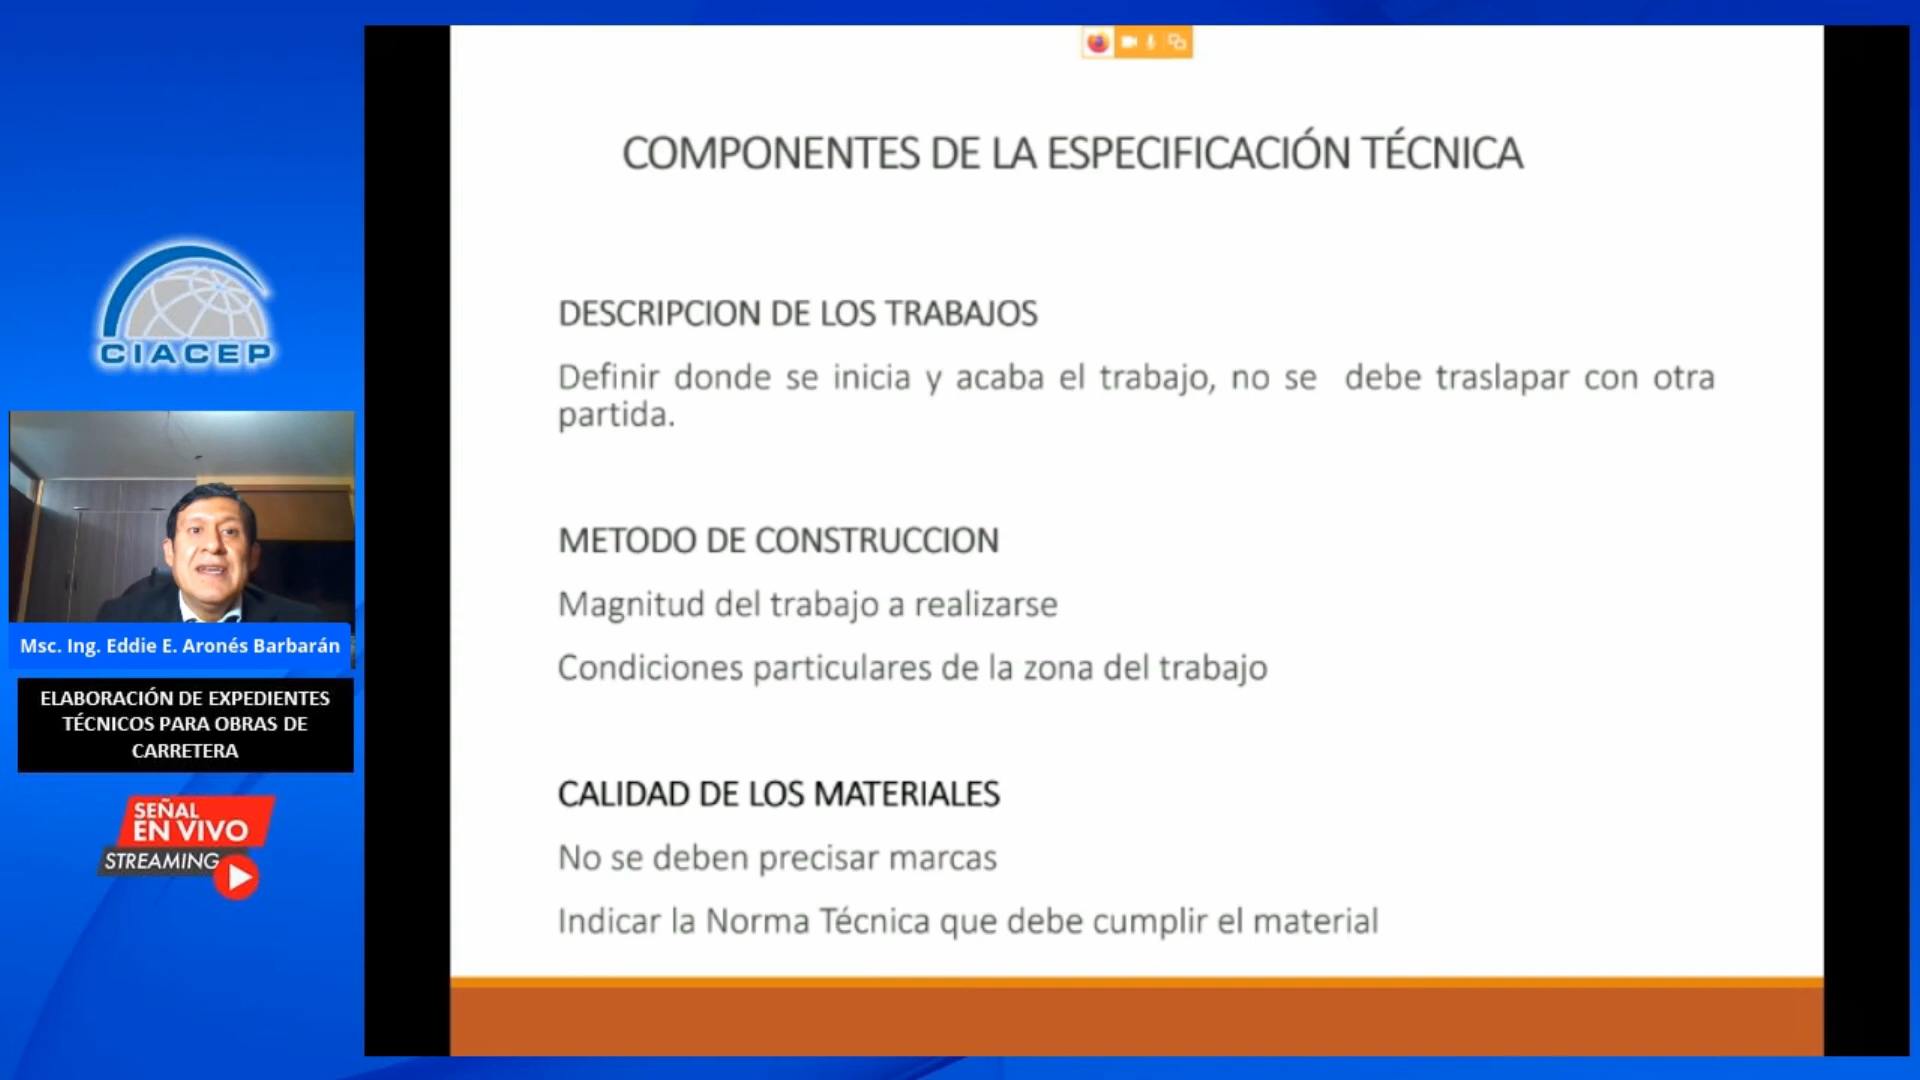 CIACEP
Msc. Ing. Eddie E. Aronés Barbarán
ELABORACIÓN DE EXPEDIENTES
TÉCNICOS PARA OBRAS DE
CARRETERA
SEÑAL
EN VIVO
STREAMING
COMPONENTES DE LA ESPECIFICACIÓN TÉCNICA
DESCRIPCION DE LOS TRABAJOS
Definir donde se inicia y acaba el trabajo, no se debe traslapar con otra
partida.
METODO DE CONSTRUCCION
Magnitud del trabajo a realizarse
Condiciones particulares de la zona del trabajo
CALIDAD DE LOS MATERIALES
No se deben precisar marcas
Indicar la Norma Técnica que debe cumplir el material